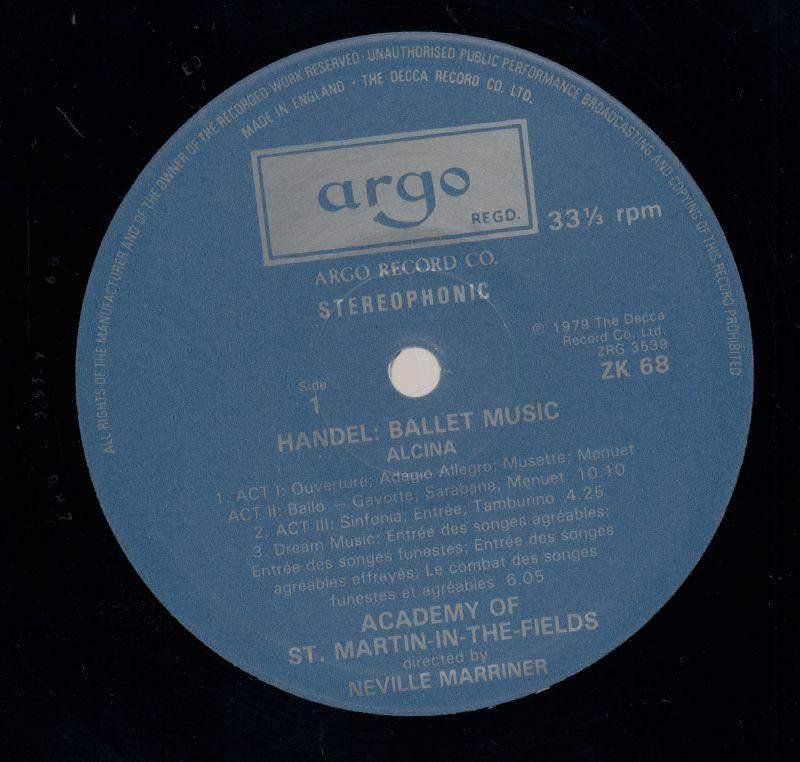 ALL RIGHTS OF THE MANUFACTURER AND OF THE OWNER OF THE RECORDED WORK RESERVED · UNAUTHORISED PUBLIC PERFORMANCE BROADCASTING AND COPYING OF THIS RECORD PROHIBITED
MADE IN ENGLAND · THE DECCA RECORD CO. LTD.
argo
REGD.
33⅓ rpm
ARGO RECORD CO.
STEREOPHONIC
℗ 1979 The Decca
Record Co. Ltd.
ZRG 3539
ZK 68
Side
1
HANDEL: BALLET MUSIC
ALCINA
1. ACT I: Ouverture; Adagio Allegro; Musette; Menuet
ACT II: Ballo – Gavotte; Sarabane, Menuet 10.10
2. ACT III: Sinfonia; Entrée; Tamburino 4.25
3. Dream Music: Entrée des songes agréables;
Entrée des songes funestes; Entrée des songes
agréables effrayés; Le combat des songes
funestes et agréables 6.05
ACADEMY OF
ST. MARTIN-IN-THE-FIELDS
directed by
NEVILLE MARRINER